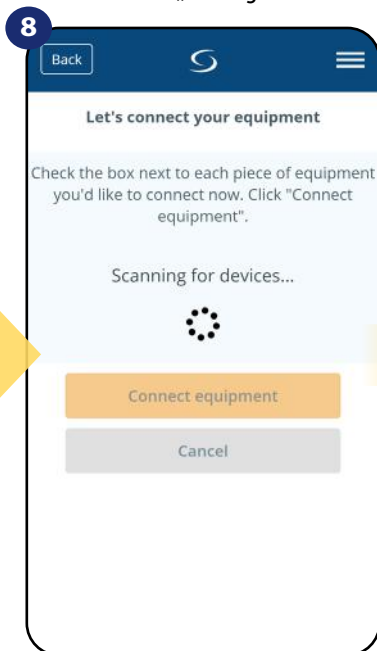 8
Back
Let's connect your equipment
Check the box next to each piece of equipment
you'd like to connect now. Click "Connect
equipment".
Scanning for devices...
Connect equipment
Cancel